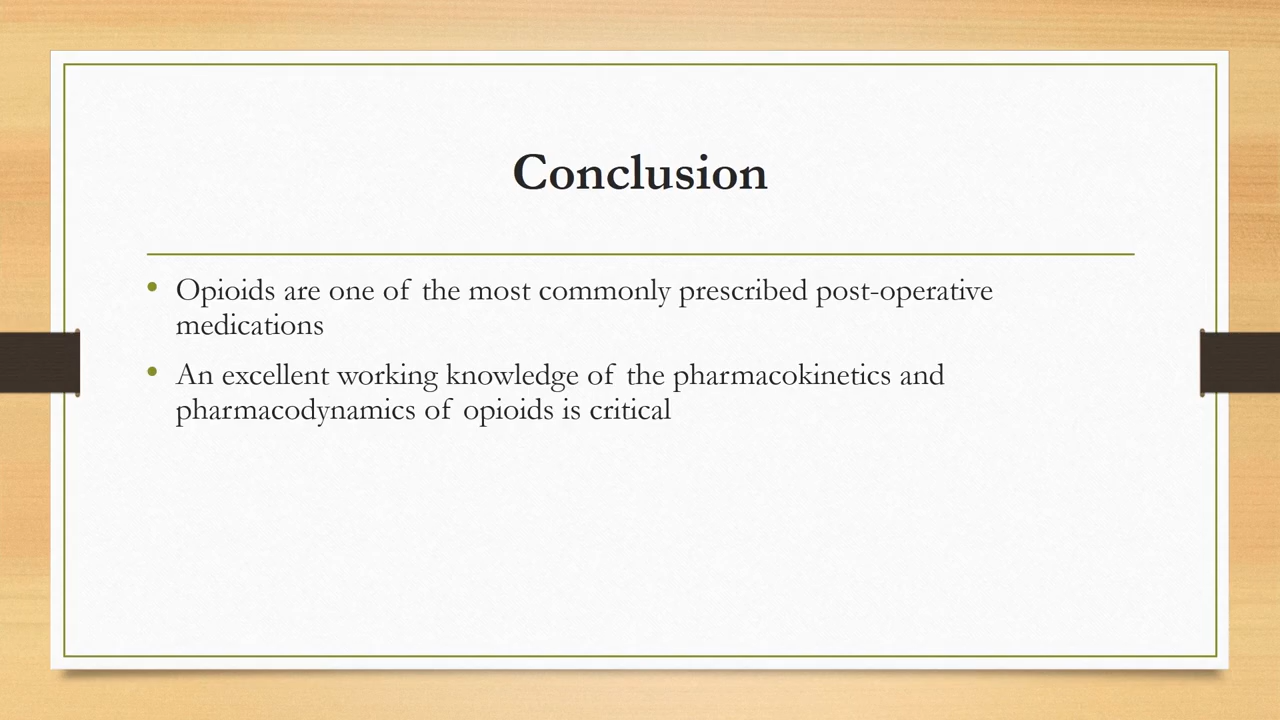 Conclusion
• Opioids are one of the most commonly prescribed post-operative
medications
• An excellent working knowledge of the pharmacokinetics and
pharmacodynamics of opioids is critical